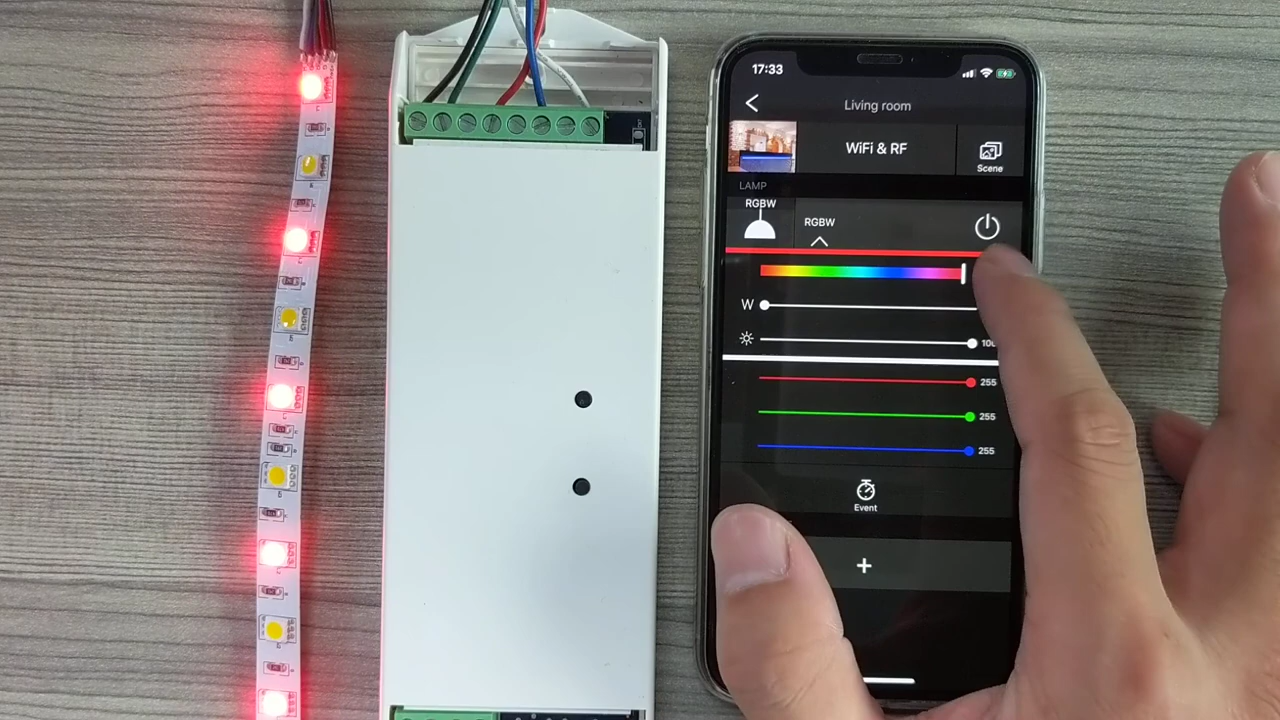 17:33
Living room
WiFi & RF
Scene
LAMP
RGBW
RGBW
W
255
255
255
Event
+